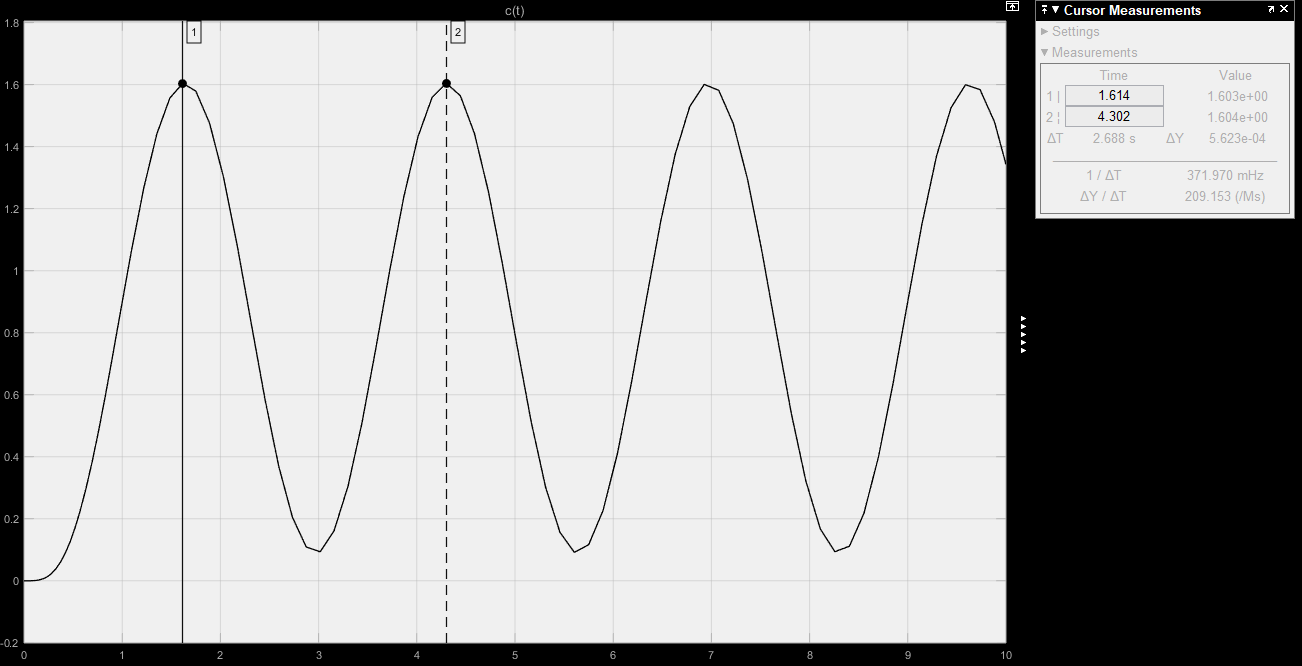 c(t)
1.8
1.6
1.4
1.2
1
0.8
0.6
0.4
0.2
0
-0.2
0 1 2 3 4 5 6 7 8 9 10
1
2
Cursor Measurements
Settings
Measurements
Time Value
1 | 1.614 1.603e+00
2 ¦ 4.302 1.604e+00
ΔT 2.688 s ΔY 5.623e-04
1 / ΔT 371.970 mHz
ΔY / ΔT 209.153 (/Ms)